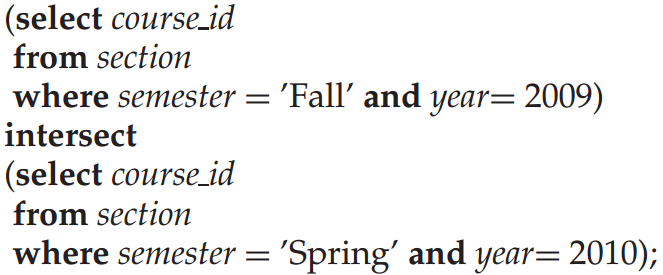 (select course_id
from section
where semester = ’Fall’ and year= 2009)
intersect
(select course_id
from section
where semester = ’Spring’ and year= 2010);